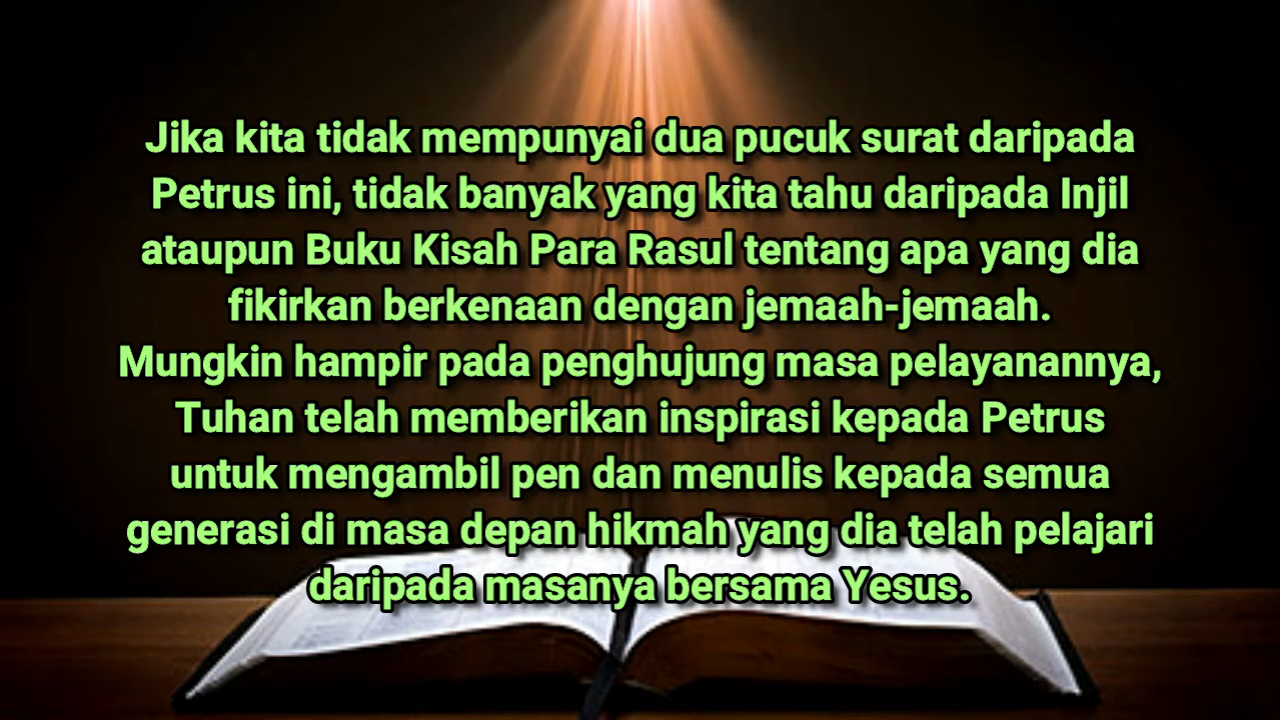 Jika kita tidak mempunyai dua pucuk surat daripada
Petrus ini, tidak banyak yang kita tahu daripada Injil
ataupun Buku Kisah Para Rasul tentang apa yang dia
fikirkan berkenaan dengan jemaah-jemaah.
Mungkin hampir pada penghujung masa pelayanannya,
Tuhan telah memberikan inspirasi kepada Petrus
untuk mengambil pen dan menulis kepada semua
generasi di masa depan hikmah yang dia telah pelajari
daripada masanya bersama Yesus.